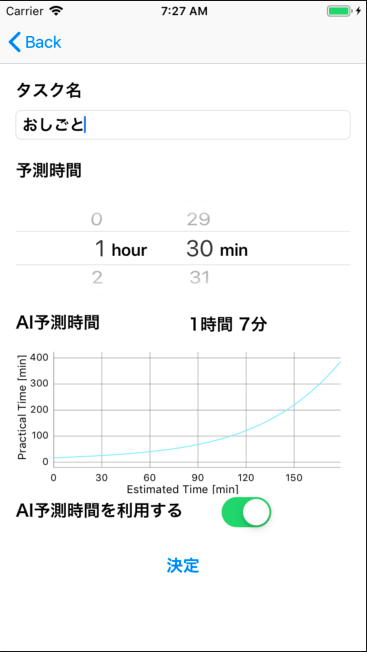 Carrier 7:27 AM
Back
タスク名
おしごと
予測時間
0 29
1 hour 30 min
2 31
AI予測時間 1時間 7分
Practical Time [min]
400
300
200
100
0
0 30 60 90 120 150
Estimated Time [min]
AI予測時間を利用する
決定